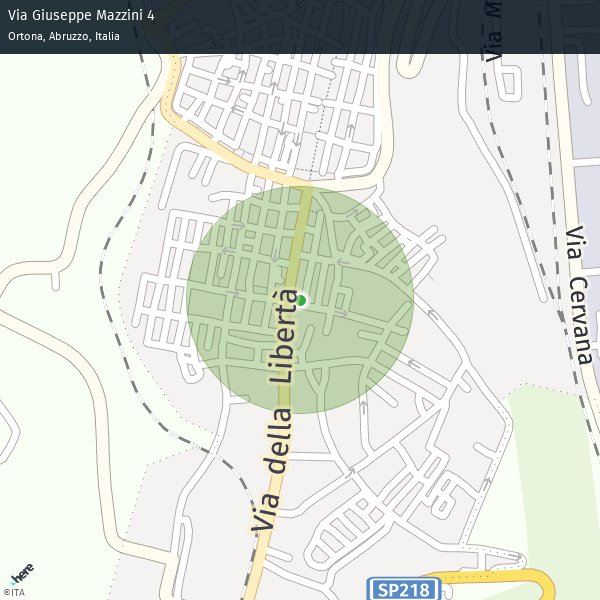 Via Giuseppe Mazzini 4
Ortona, Abruzzo, Italia
Via M
Via Cervana
Via della Libertà
SP218
here
©ITA